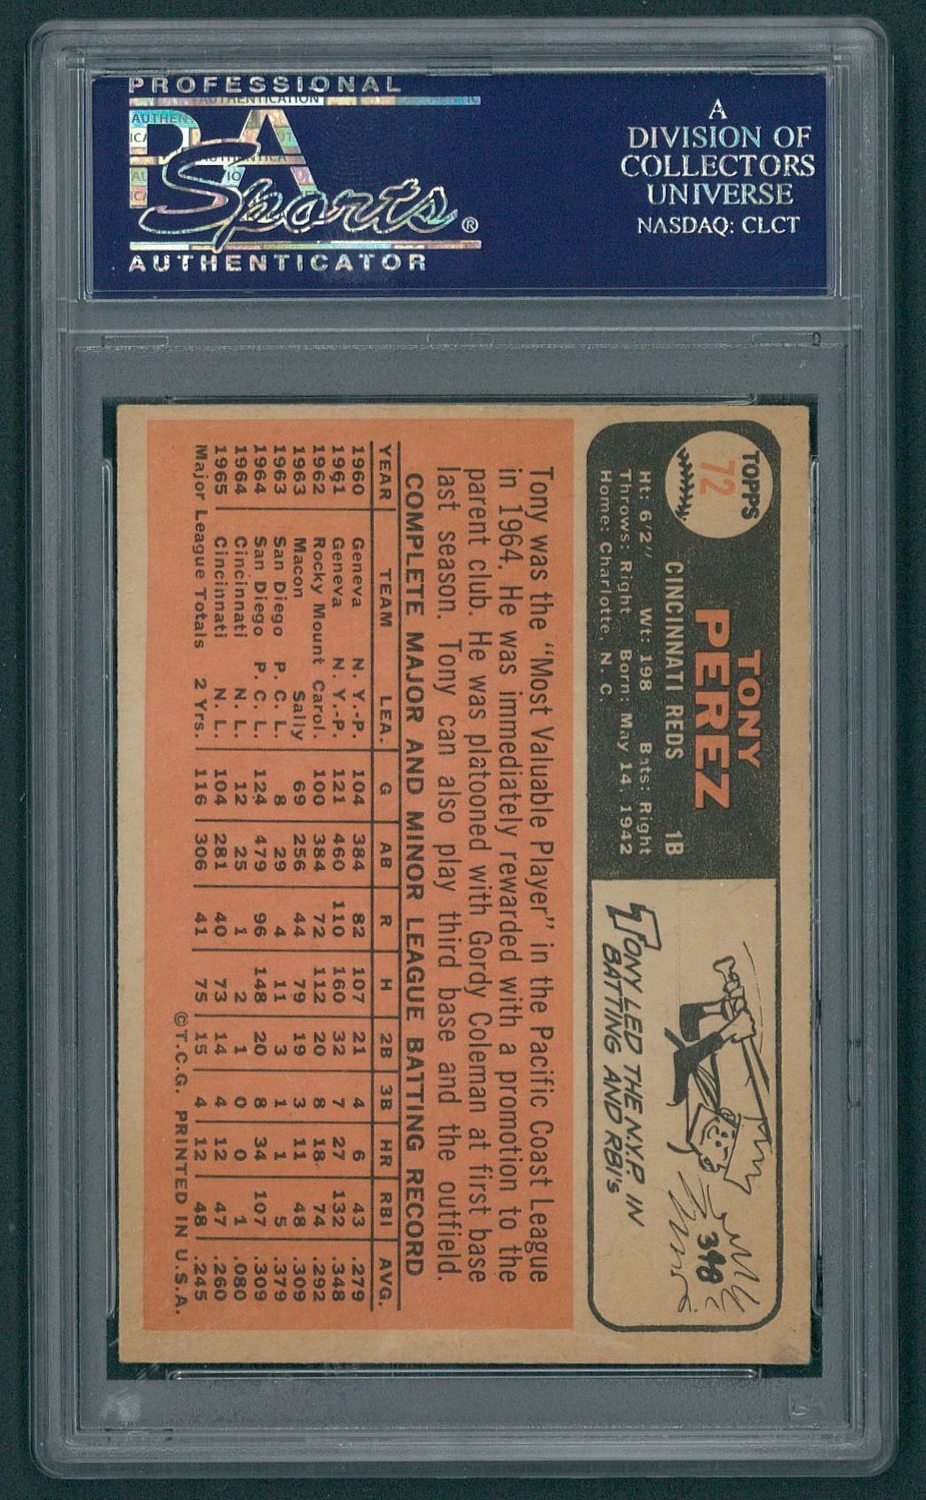 PROFESSIONAL
PSA
Sports®
AUTHENTICATOR
A
DIVISION OF
COLLECTORS
UNIVERSE
NASDAQ: CLCT
TOPPS
72
TONY
PEREZ
CINCINNATI REDS 1B
Ht: 6'2" Wt: 198 Bats: Right
Throws: Right Born: May 14, 1942
Home: Charlotte, N. C.
TONY LED THE N.Y.P. IN
BATTING AND RBI's
348
Tony was the "Most Valuable Player" in the Pacific Coast League
in 1964. He was immediately rewarded with a promotion to the
parent club. He was platooned with Gordy Coleman at first base
last season. Tony can also play third base and the outfield.
COMPLETE MAJOR AND MINOR LEAGUE BATTING RECORD
YEAR TEAM LEA. G AB R H 2B 3B HR RBI AVG.
1960 Geneva N. Y.-P. 104 384 82 107 21 4 6 43 .279
1961 Geneva N. Y.-P. 121 460 110 160 32 7 27 132 .348
1962 Rocky Mount Carol. 100 384 72 112 20 8 18 74 .292
1963 Macon Sally 69 256 44 79 19 3 11 48 .309
1963 San Diego P. C. L. 8 29 4 11 3 1 1 5 .379
1964 San Diego P. C. L. 124 479 96 148 20 8 34 107 .309
1964 Cincinnati N. L. 12 25 1 2 1 0 0 1 .080
1965 Cincinnati N. L. 104 281 40 73 14 4 12 47 .260
Major League Totals 2 Yrs. 116 306 41 75 15 4 12 48 .245
©T.C.G. PRINTED IN U.S.A.